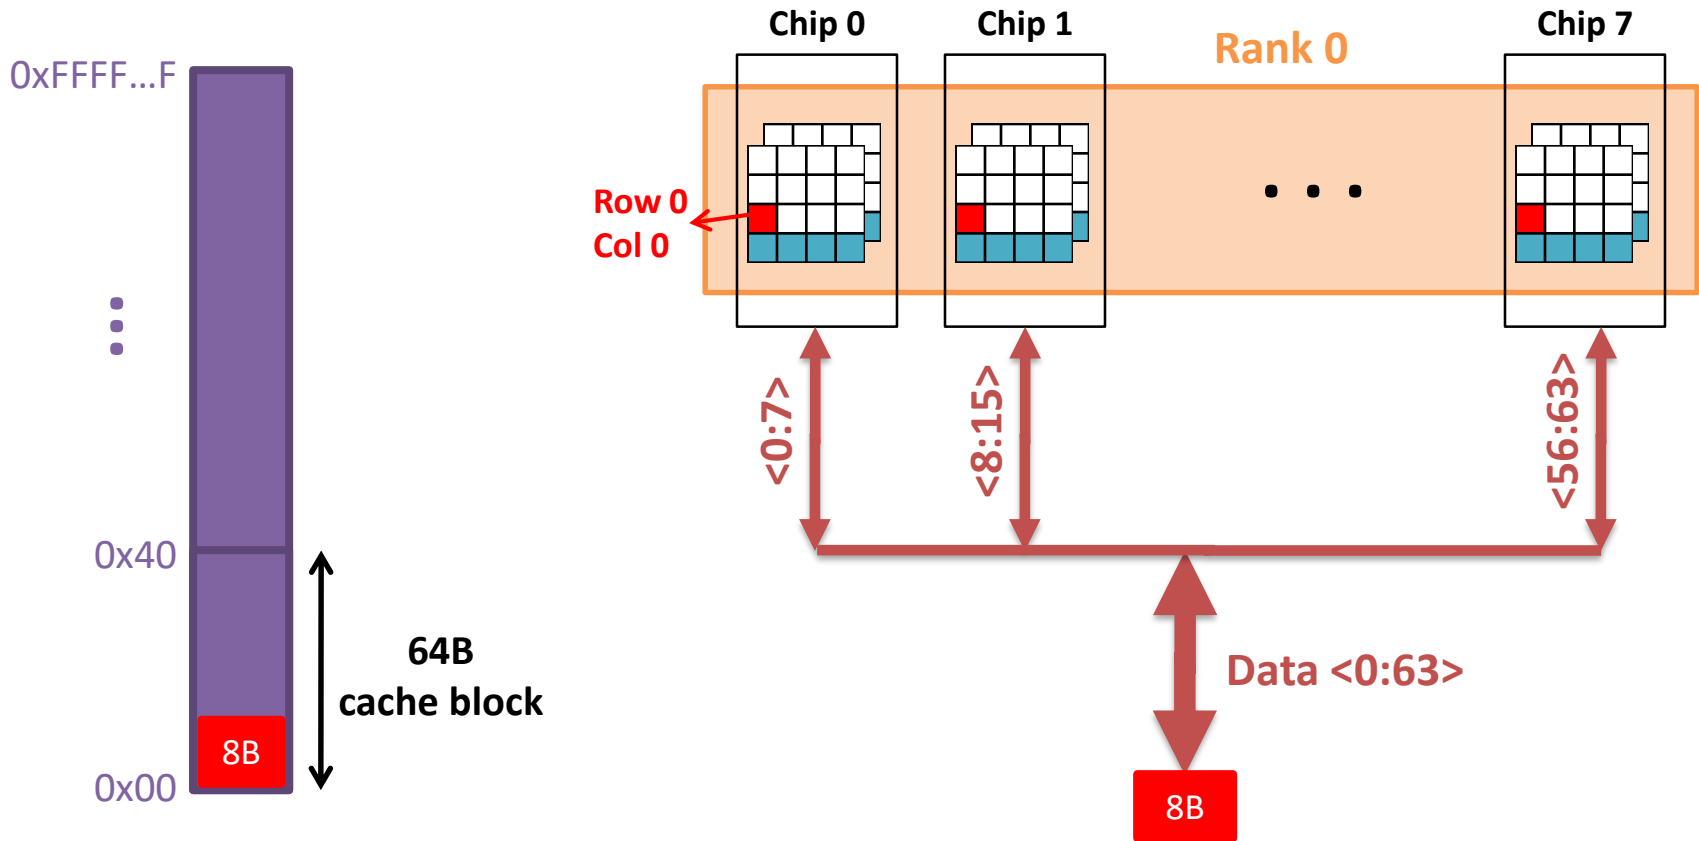 Chip 0
Chip 1
Chip 7
Rank 0
0xFFFF...F
Row 0
Col 0
<0:7>
<8:15>
<56:63>
0x40
64B
cache block
Data <0:63>
8B
0x00
8B